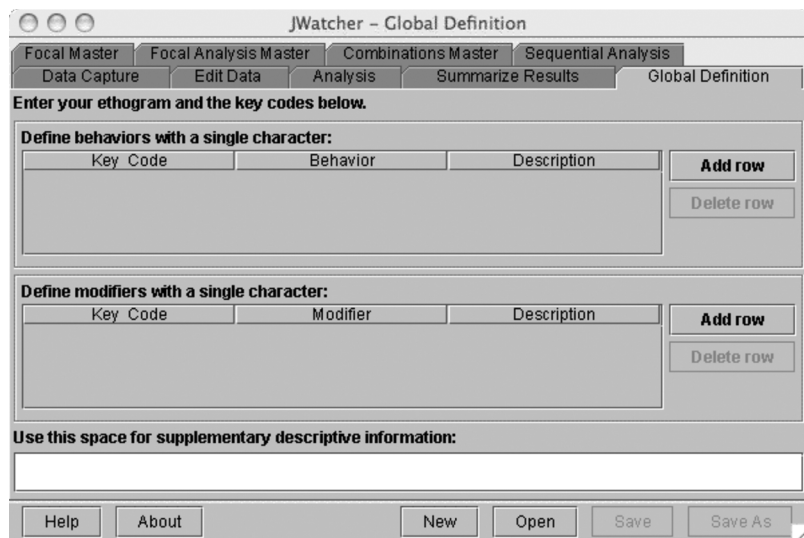 JWatcher – Global Definition
Focal Master Focal Analysis Master Combinations Master Sequential Analysis
Data Capture Edit Data Analysis Summarize Results Global Definition
Enter your ethogram and the key codes below.
Define behaviors with a single character:
Key Code Behavior Description
Add row
Delete row
Define modifiers with a single character:
Key Code Modifier Description
Add row
Delete row
Use this space for supplementary descriptive information:
Help About New Open Save Save As